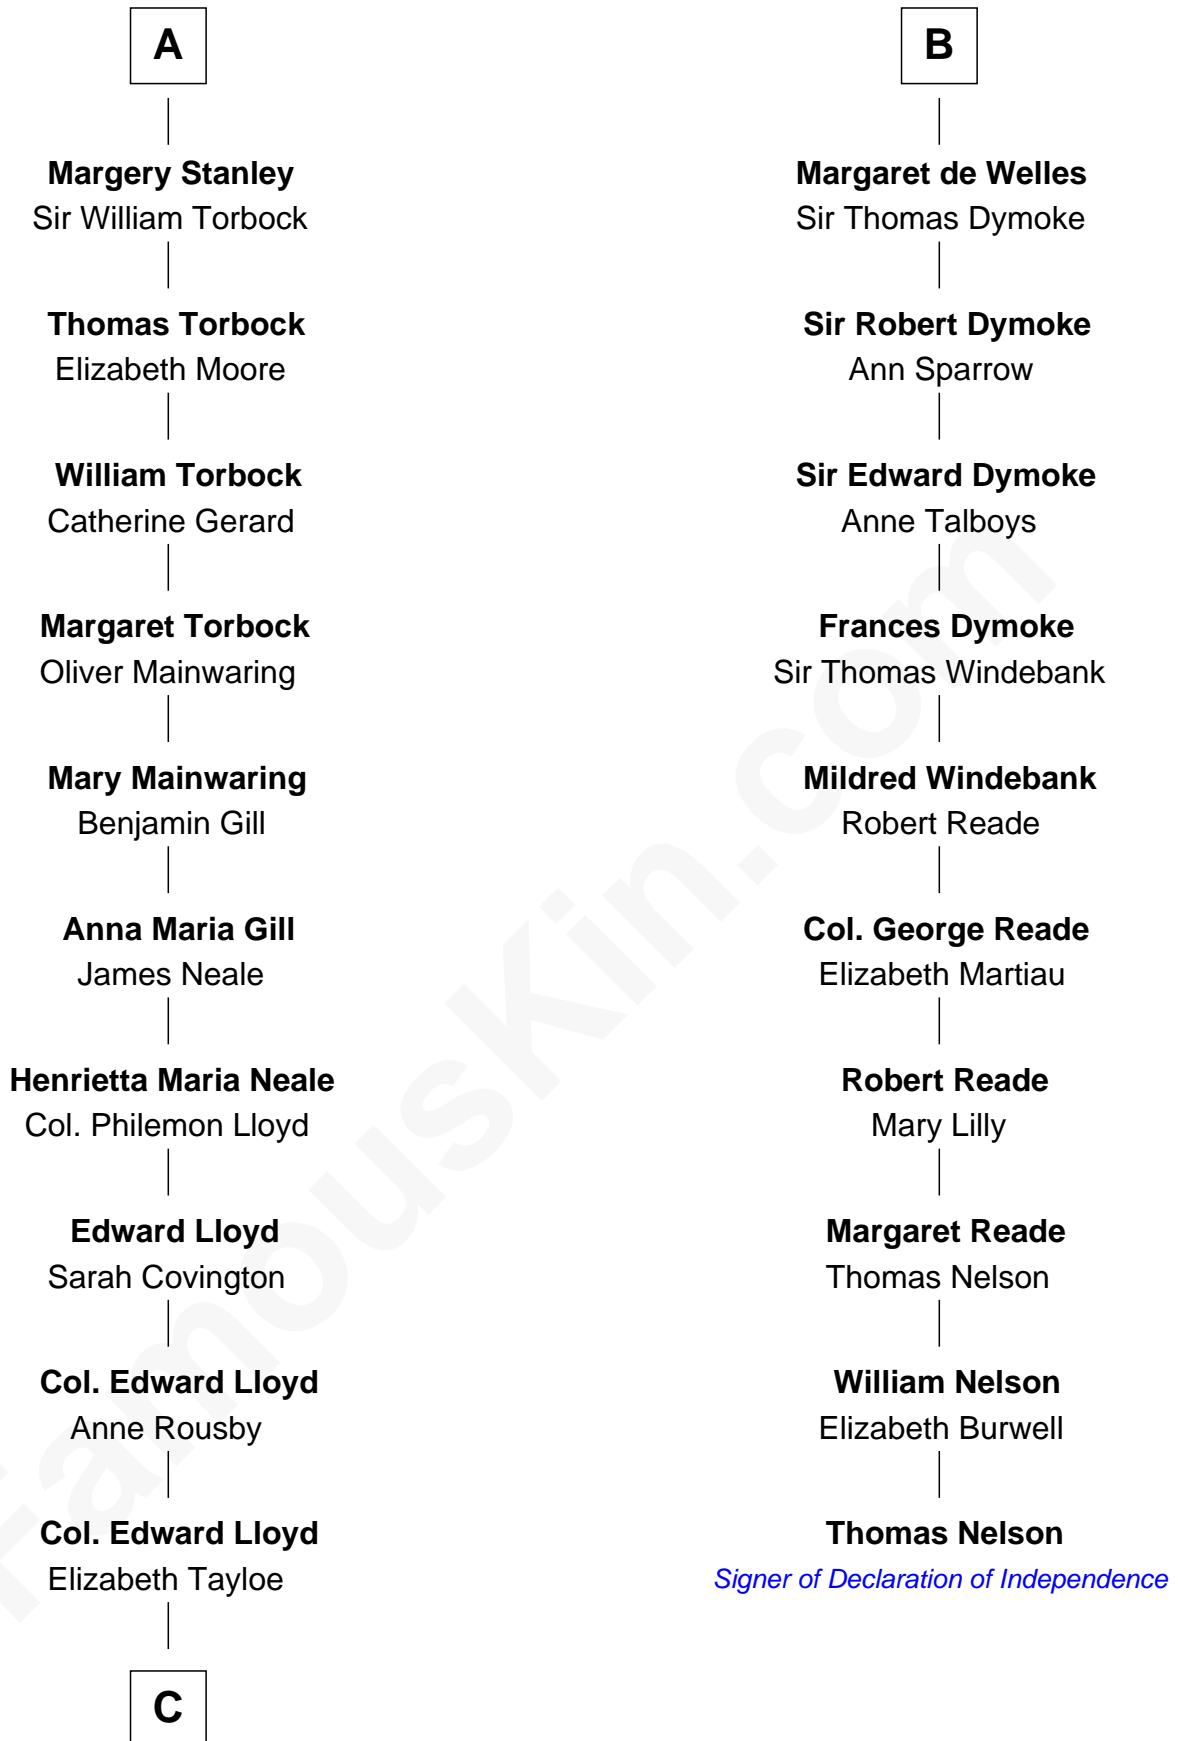 A
Margery Stanley
Sir William Torbock
Thomas Torbock
Elizabeth Moore
William Torbock
Catherine Gerard
Margaret Torbock
Oliver Mainwaring
Mary Mainwaring
Benjamin Gill
Anna Maria Gill
James Neale
Henrietta Maria Neale
Col. Philemon Lloyd
Edward Lloyd
Sarah Covington
Col. Edward Lloyd
Anne Rousby
Col. Edward Lloyd
Elizabeth Tayloe
C
B
Margaret de Welles
Sir Thomas Dymoke
Sir Robert Dymoke
Ann Sparrow
Sir Edward Dymoke
Anne Talboys
Frances Dymoke
Sir Thomas Windebank
Mildred Windebank
Robert Reade
Col. George Reade
Elizabeth Martiau
Robert Reade
Mary Lilly
Margaret Reade
Thomas Nelson
William Nelson
Elizabeth Burwell
Thomas Nelson
Signer of Declaration of Independence
FamousKin.com